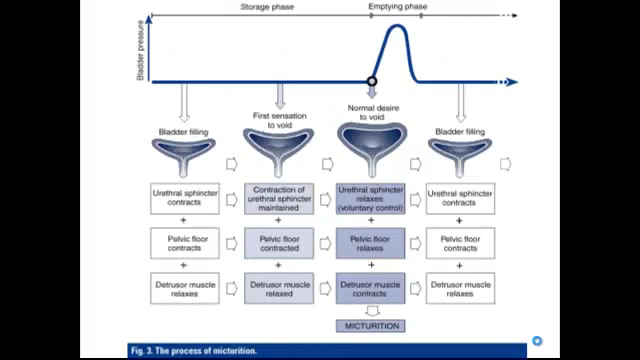 Storage phase
Emptying phase
Bladder pressure
Bladder filling
First sensation
to void
Normal desire
to void
Bladder filling
Urethral sphincter
contracts
Contraction of
urethral sphincter
maintained
Urethral sphincter
relaxes
(voluntary control)
Urethral sphincter
contracts
+
+
+
+
Pelvic floor
contracts
Pelvic floor
contracted
Pelvic floor
relaxes
Pelvic floor
contracts
+
+
+
+
Detrusor muscle
relaxes
Detrusor muscle
relaxed
Detrusor muscle
contracts
Detrusor muscle
relaxes
MICTURITION
Fig. 3. The process of micturition.